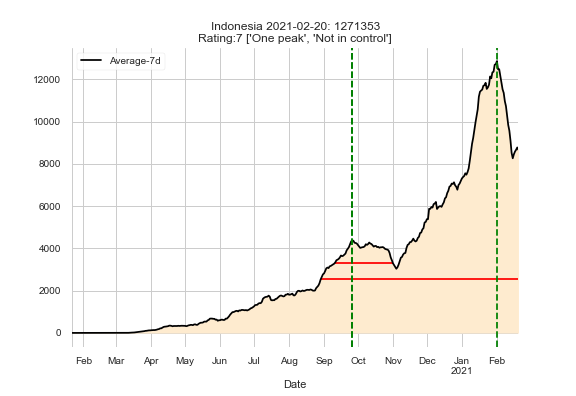 Indonesia 2021-02-20: 1271353
Rating:7 ['One peak', 'Not in control']
Average-7d
12000
10000
8000
6000
4000
2000
0
Feb Mar Apr May Jun Jul Aug Sep Oct Nov Dec Jan Feb
2021
Date